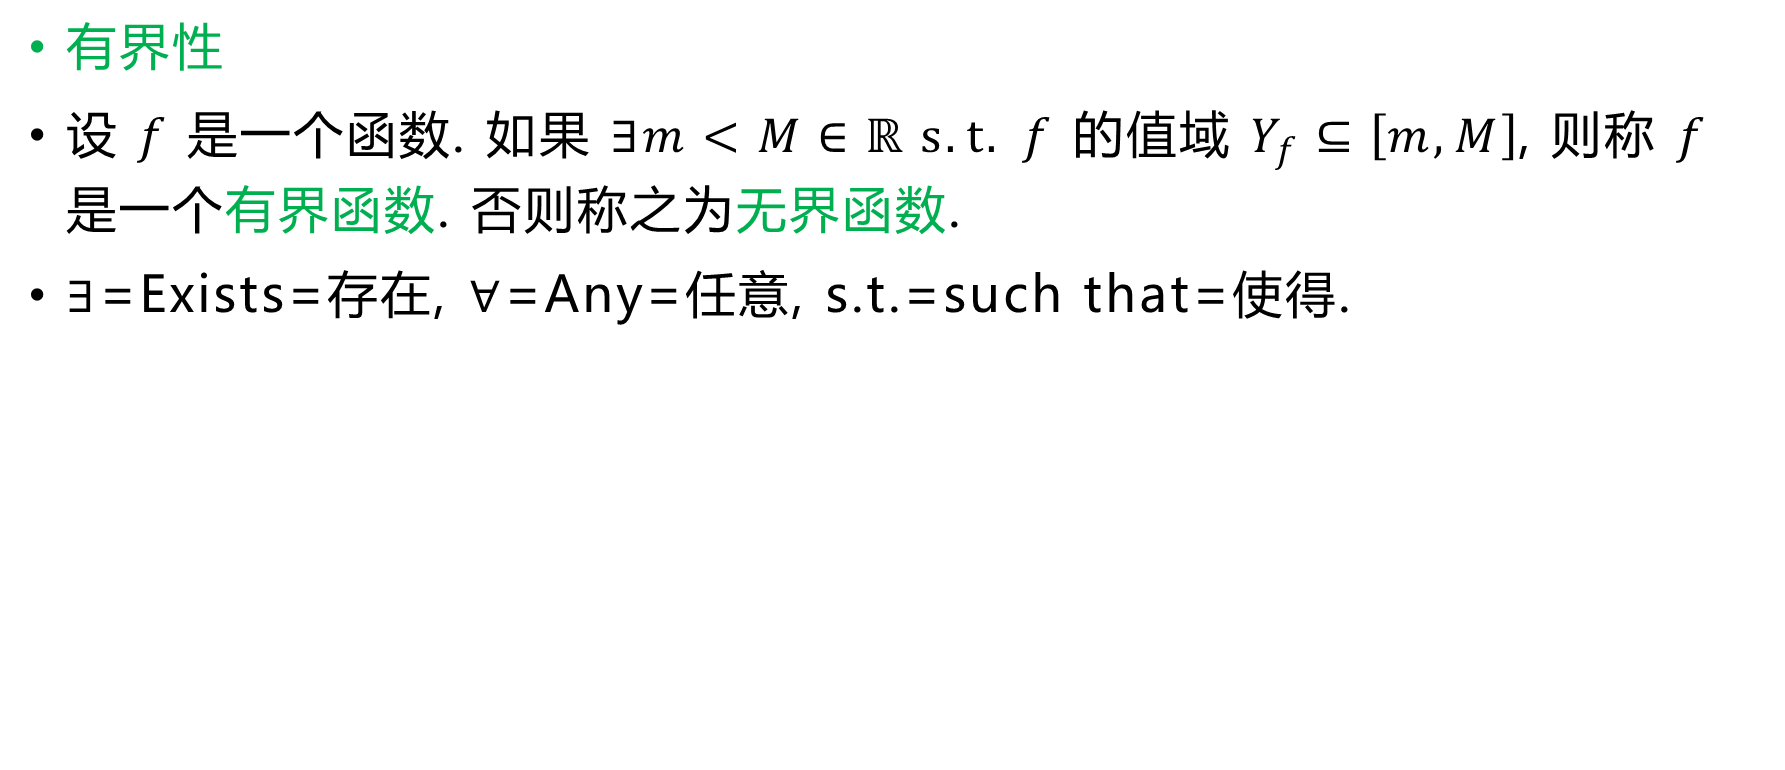 • 有界性
• 设 f 是一个函数. 如果 ∃m < M ∈ ℝ s.t. f 的值域 Y_f ⊆ [m, M], 则称 f
是一个有界函数. 否则称之为无界函数.
• ∃=Exists=存在, ∀=Any=任意, s.t.=such that=使得.